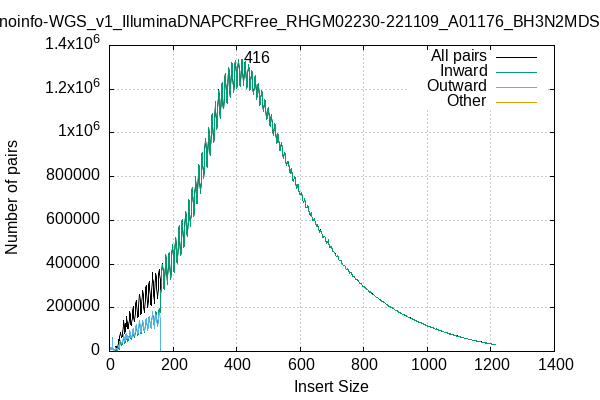 noinfo-WGS_v1_IlluminaDNAPCRFree_RHGM02230-221109_A01176_BH3N2MDS
1.4x10^6
1.2x10^6
1x10^6
800000
600000
400000
200000
0
Number of pairs
416
All pairs
Inward
Outward
Other
0 200 400 600 800 1000 1200 1400
Insert Size